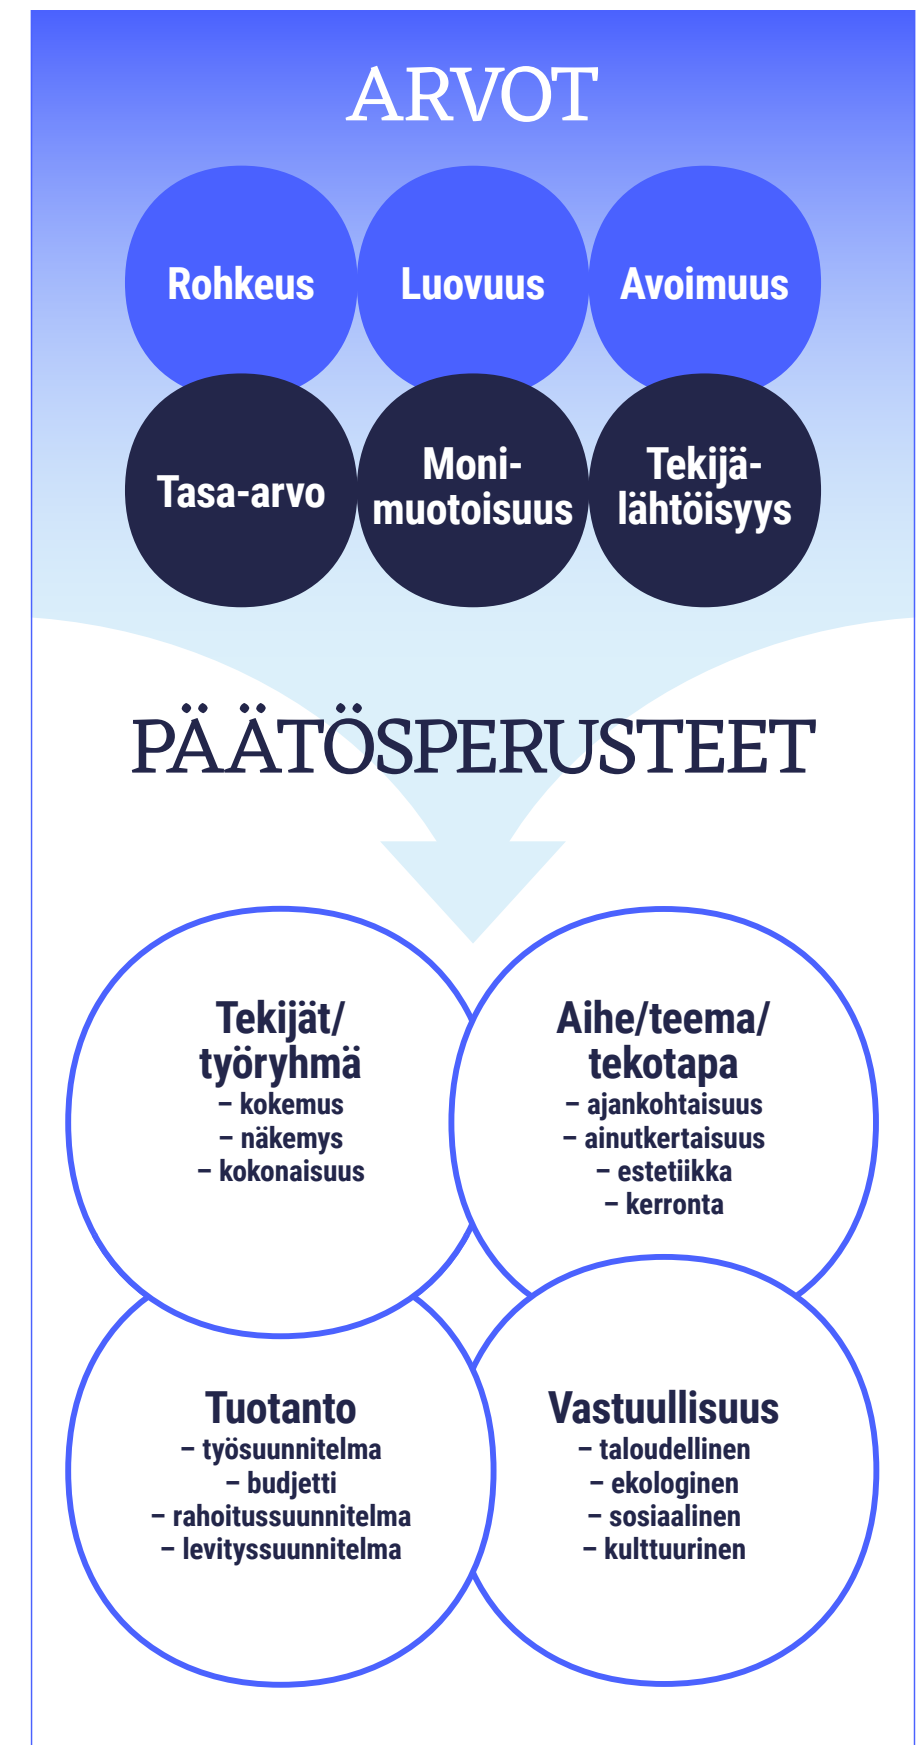 ARVOT
Rohkeus
Luovuus
Avoimuus
Tasa-arvo
Moni-
muotoisuus
Tekijä-
lähtöisyys
PÄÄTÖSPERUSTEET
Tekijät/
työryhmä
– kokemus
– näkemys
– kokonaisuus
Aihe/teema/
tekotapa
– ajankohtaisuus
– ainutkertaisuus
– estetiikka
– kerronta
Tuotanto
– työsuunnitelma
– budjetti
– rahoitussuunnitelma
– levityssuunnitelma
Vastuullisuus
– taloudellinen
– ekologinen
– sosiaalinen
– kulttuurinen